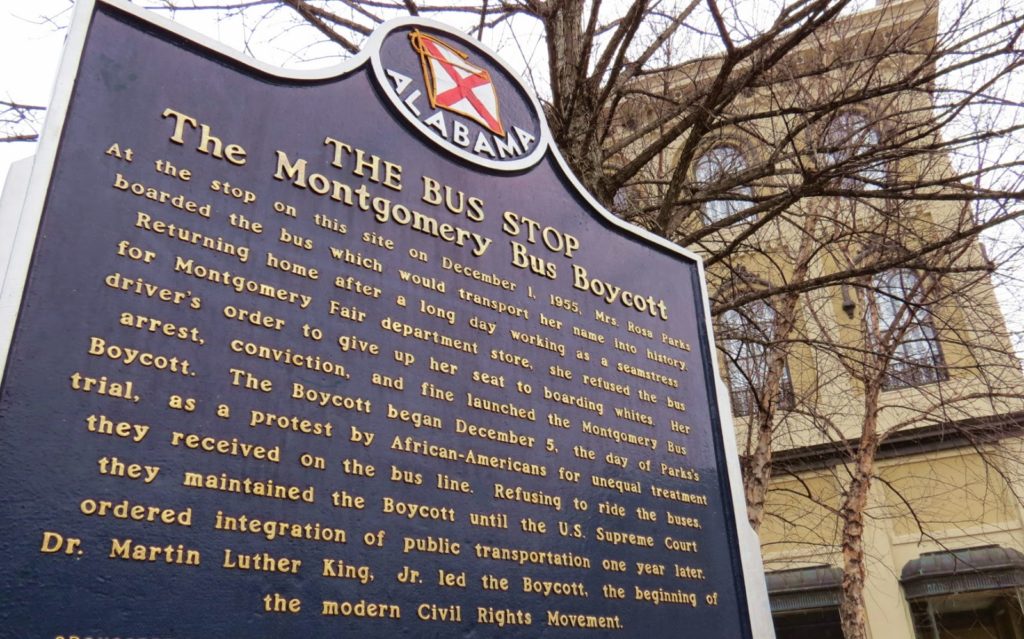 ALABAMA
THE BUS STOP
The Montgomery Bus Boycott
At the stop on this site on December 1, 1955, Mrs. Rosa Parks
boarded the bus which would transport her name into history.
Returning home after a long day working as a seamstress
for Montgomery Fair department store, she refused the bus
driver's order to give up her seat to boarding whites. Her
arrest, conviction, and fine launched the Montgomery Bus
Boycott. The Boycott began December 5, the day of Parks's
trial, as a protest by African-Americans for unequal treatment
they received on the bus line. Refusing to ride the buses,
they maintained the Boycott until the U.S. Supreme Court
ordered integration of public transportation one year later.
Dr. Martin Luther King, Jr. led the Boycott, the beginning of
the modern Civil Rights Movement.